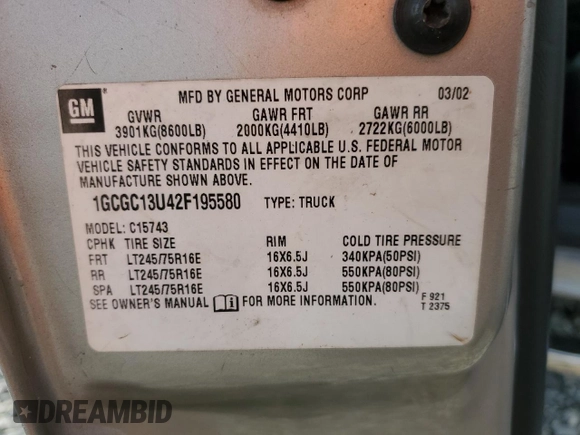 GM
MFD BY GENERAL MOTORS CORP 03/02
GVWR GAWR FRT GAWR RR
3901KG(8600LB) 2000KG(4410LB) 2722KG(6000LB)
THIS VEHICLE CONFORMS TO ALL APPLICABLE U.S. FEDERAL MOTOR
VEHICLE SAFETY STANDARDS IN EFFECT ON THE DATE OF
MANUFACTURE SHOWN ABOVE.
1GCGC13U42F195580 TYPE: TRUCK
MODEL: C15743
CPHK TIRE SIZE RIM COLD TIRE PRESSURE
FRT LT245/75R16E 16X6.5J 340KPA(50PSI)
RR LT245/75R16E 16X6.5J 550KPA(80PSI)
SPA LT245/75R16E 16X6.5J 550KPA(80PSI)
SEE OWNER'S MANUAL FOR MORE INFORMATION.
F 921
T 2375
DREAMBID